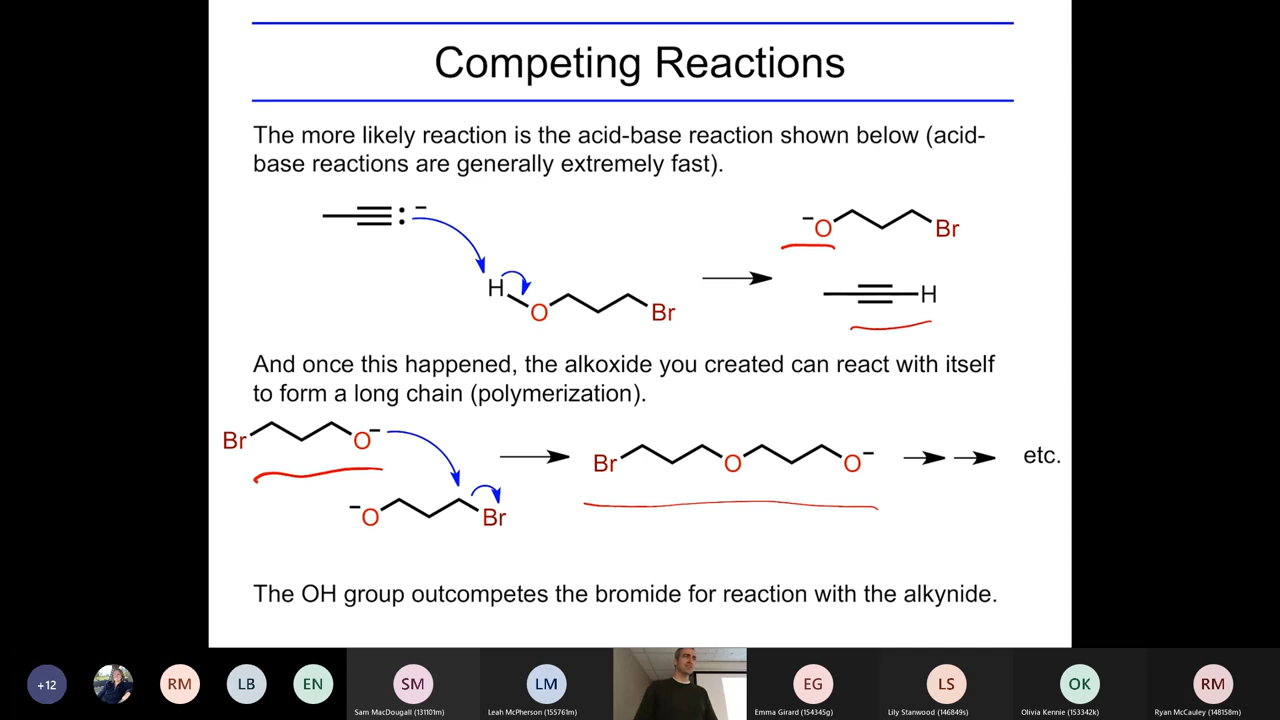 Competing Reactions
The more likely reaction is the acid-base reaction shown below (acid-
base reactions are generally extremely fast).
−
−
O
Br
H
O
Br
H
And once this happened, the alkoxide you created can react with itself
to form a long chain (polymerization).
Br
O−
−O
Br
Br
O
O−
etc.
The OH group outcompetes the bromide for reaction with the alkynide.
+12
RM
LB
EN
SM
LM
EG
LS
OK
RM
Sam MacDougall (131101m)
Leah McPherson (155761m)
Emma Girard (154345g)
Lily Stanwood (146849s)
Olivia Kennie (153342k)
Ryan McCauley (148158m)